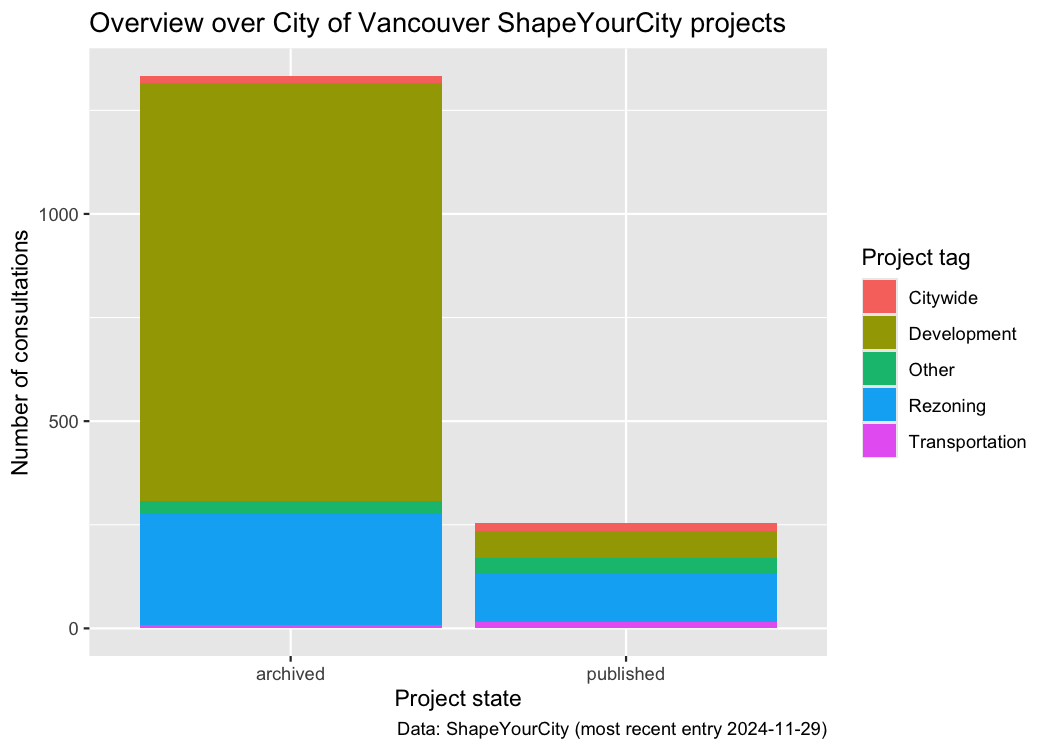 Overview over City of Vancouver ShapeYourCity projects
Number of consultations
1000
500
0
archived
published
Project state
Project tag
Citywide
Development
Other
Rezoning
Transportation
Data: ShapeYourCity (most recent entry 2024-11-29)